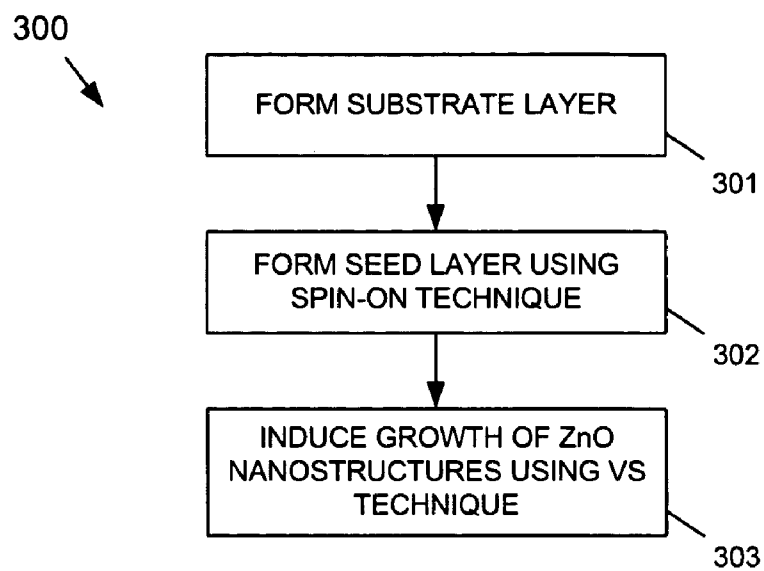 300
FORM SUBSTRATE LAYER
301
FORM SEED LAYER USING
SPIN-ON TECHNIQUE
302
INDUCE GROWTH OF ZnO
NANOSTRUCTURES USING VS
TECHNIQUE
303